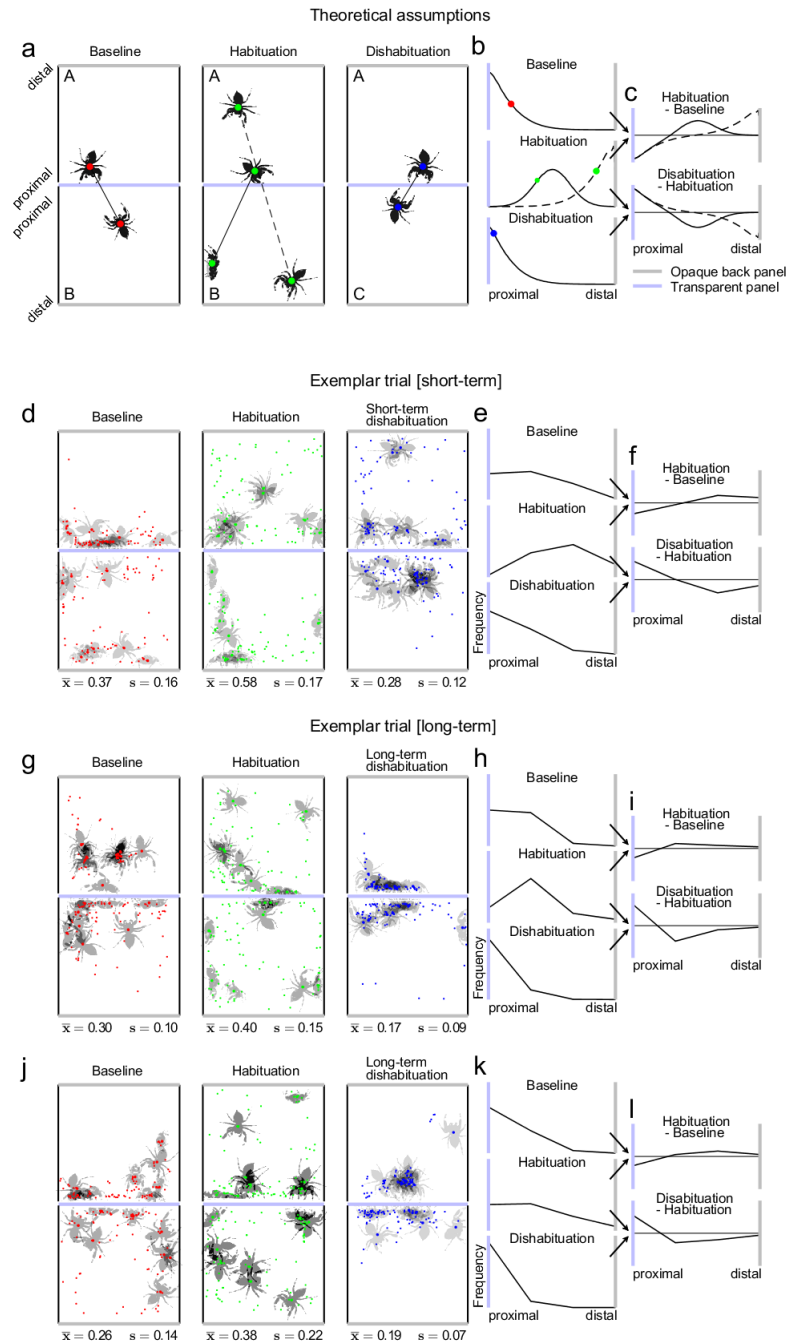 Theoretical assumptions
a
Baseline
Habituation
Dishabituation
distal
proximal
proximal
distal
A
A
A
B
B
C
b
Baseline
Habituation
Dishabituation
proximal distal
c
Habituation
- Baseline
Disabituation
- Habituation
proximal distal
Opaque back panel
Transparent panel
Exemplar trial [short-term]
d
Baseline
Habituation
Short-term
dishabituation
x̅ = 0.37 s = 0.16
x̅ = 0.58 s = 0.17
x̅ = 0.28 s = 0.12
e
Baseline
Habituation
Dishabituation
Frequency
proximal distal
f
Habituation
- Baseline
Disabituation
- Habituation
proximal distal
Exemplar trial [long-term]
g
Baseline
Habituation
Long-term
dishabituation
x̅ = 0.30 s = 0.10
x̅ = 0.40 s = 0.15
x̅ = 0.17 s = 0.09
h
Baseline
Habituation
Dishabituation
Frequency
proximal distal
i
Habituation
- Baseline
Disabituation
- Habituation
proximal distal
j
Baseline
Habituation
Long-term
dishabituation
x̅ = 0.26 s = 0.14
x̅ = 0.38 s = 0.22
x̅ = 0.19 s = 0.07
k
Baseline
Habituation
Dishabituation
Frequency
proximal distal
l
Habituation
- Baseline
Disabituation
- Habituation
proximal distal